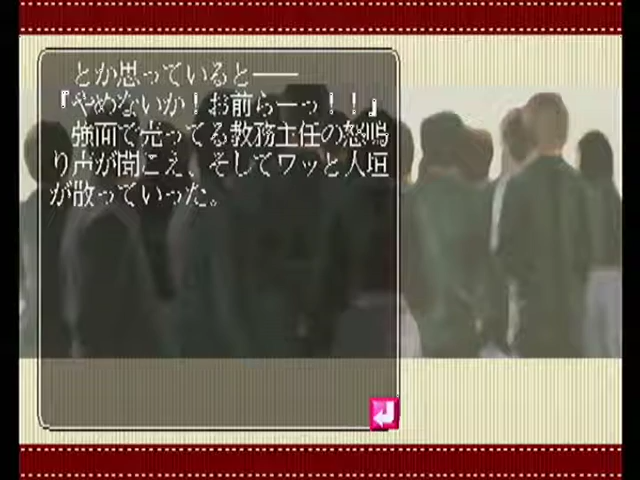 とか思っていると──
『やめないか！お前らーっ！！』
強面で売ってる教務主任の怒鳴
り声が聞こえ、そしてワッと人垣
が散っていった。